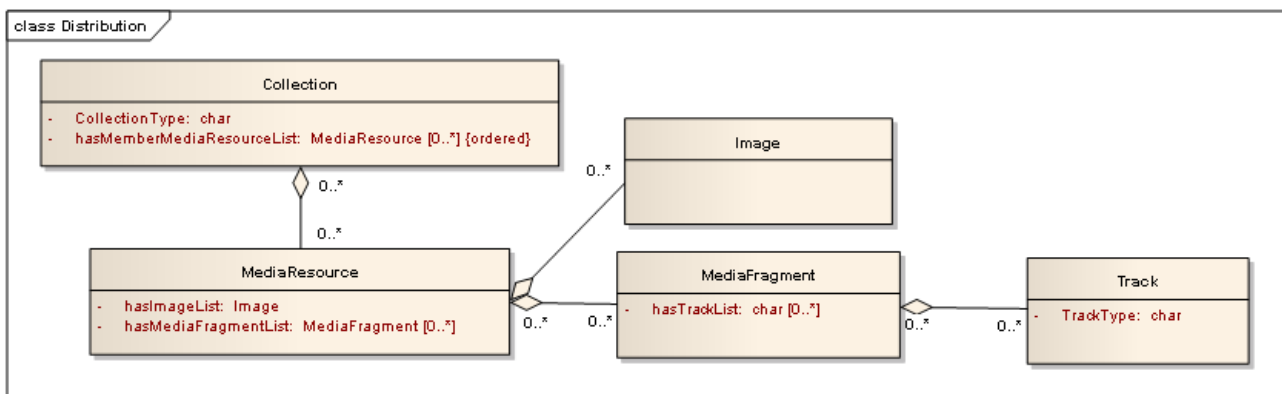 class Distribution
Collection
- CollectionType: char
- hasMemberMediaResourceList: MediaResource [0..*] {ordered}
0..*
0..*
Image
0..*
MediaResource
- hasImageList: Image
- hasMediaFragmentList: MediaFragment [0..*]
0..*
0..*
MediaFragment
- hasTrackList: char [0..*]
0..*
0..*
Track
- TrackType: char